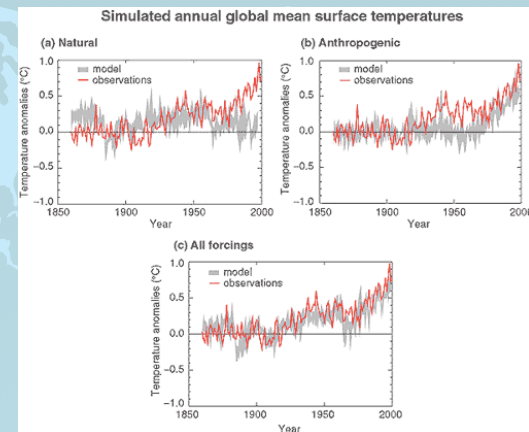 Simulated annual global mean surface temperatures
(a) Natural
Temperature anomalies (°C)
1.0
0.5
0.0
−0.5
−1.0
model
observations
1850
1900
1950
2000
Year
(b) Anthropogenic
Temperature anomalies (°C)
1.0
0.5
0.0
−0.5
−1.0
model
observations
1850
1900
1950
2000
Year
(c) All forcings
Temperature anomalies (°C)
1.0
0.5
0.0
−0.5
−1.0
model
observations
1850
1900
1950
2000
Year